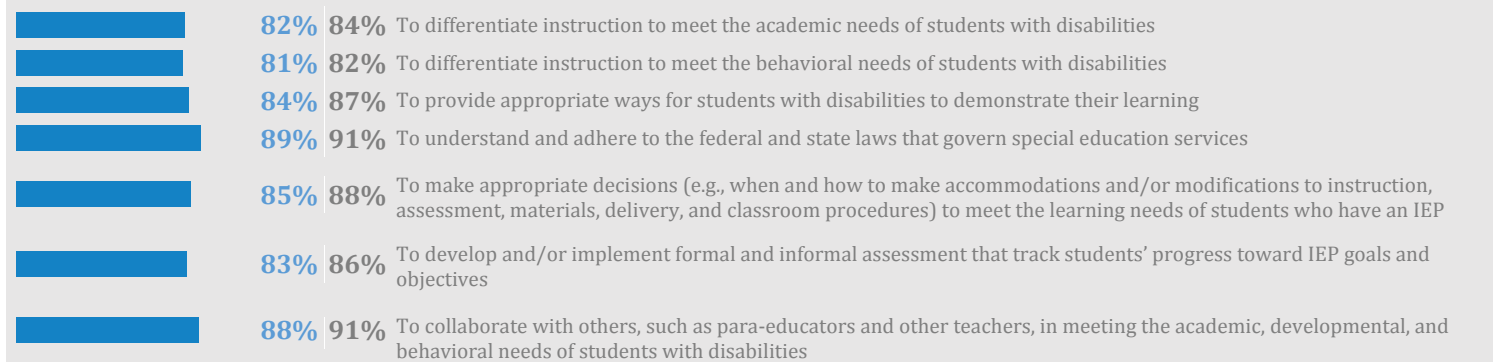 82% 84% To differentiate instruction to meet the academic needs of students with disabilities
81% 82% To differentiate instruction to meet the behavioral needs of students with disabilities
84% 87% To provide appropriate ways for students with disabilities to demonstrate their learning
89% 91% To understand and adhere to the federal and state laws that govern special education services
85% 88% To make appropriate decisions (e.g., when and how to make accommodations and/or modifications to instruction,
assessment, materials, delivery, and classroom procedures) to meet the learning needs of students who have an IEP
83% 86% To develop and/or implement formal and informal assessment that track students’ progress toward IEP goals and
objectives
88% 91% To collaborate with others, such as para-educators and other teachers, in meeting the academic, developmental, and
behavioral needs of students with disabilities